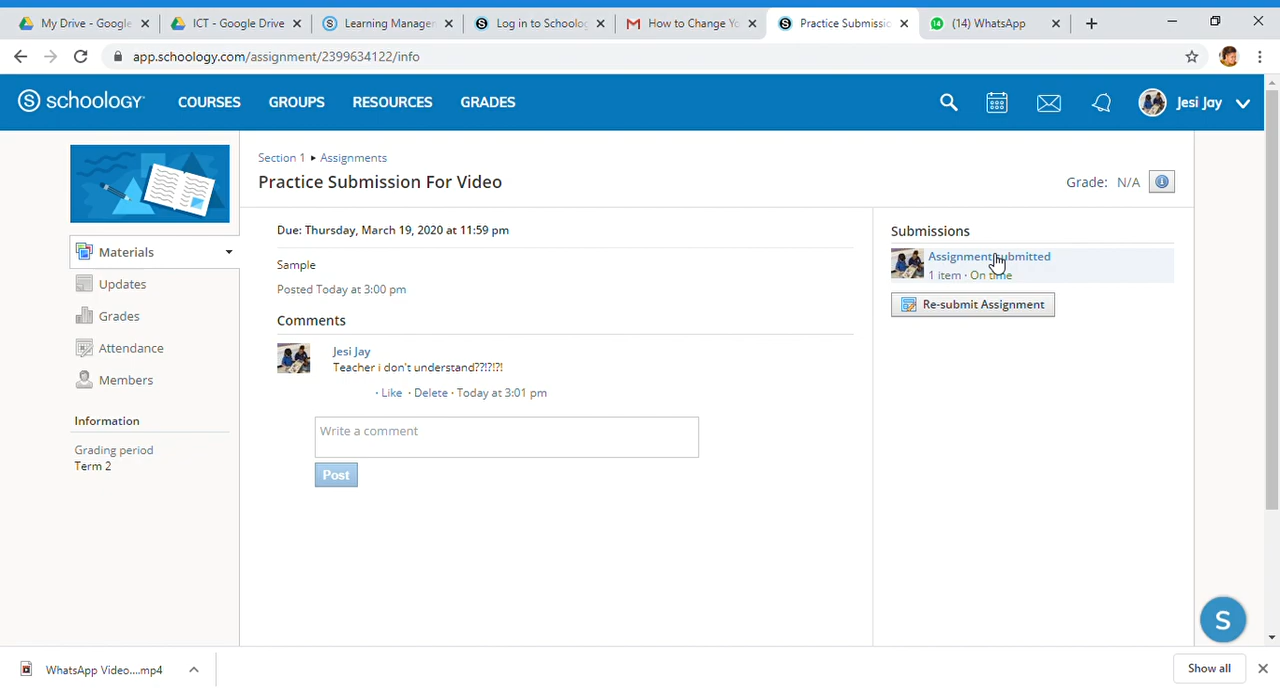 My Drive - Google
ICT - Google Drive
Learning Manager
Log in to Schoolog
How to Change Yo
Practice Submissio
(14) WhatsApp
app.schoology.com/assignment/2399634122/info
schoology
COURSES
GROUPS
RESOURCES
GRADES
Jesi Jay
Section 1 ▸ Assignments
Practice Submission For Video
Grade: N/A
Materials
Updates
Grades
Attendance
Members
Information
Grading period
Term 2
Due: Thursday, March 19, 2020 at 11:59 pm
Sample
Posted Today at 3:00 pm
Comments
Jesi Jay
Teacher i don't understand??!?!?!
· Like · Delete · Today at 3:01 pm
Write a comment
Post
Submissions
Assignment submitted
1 item · On time
Re-submit Assignment
S
WhatsApp Video....mp4
Show all